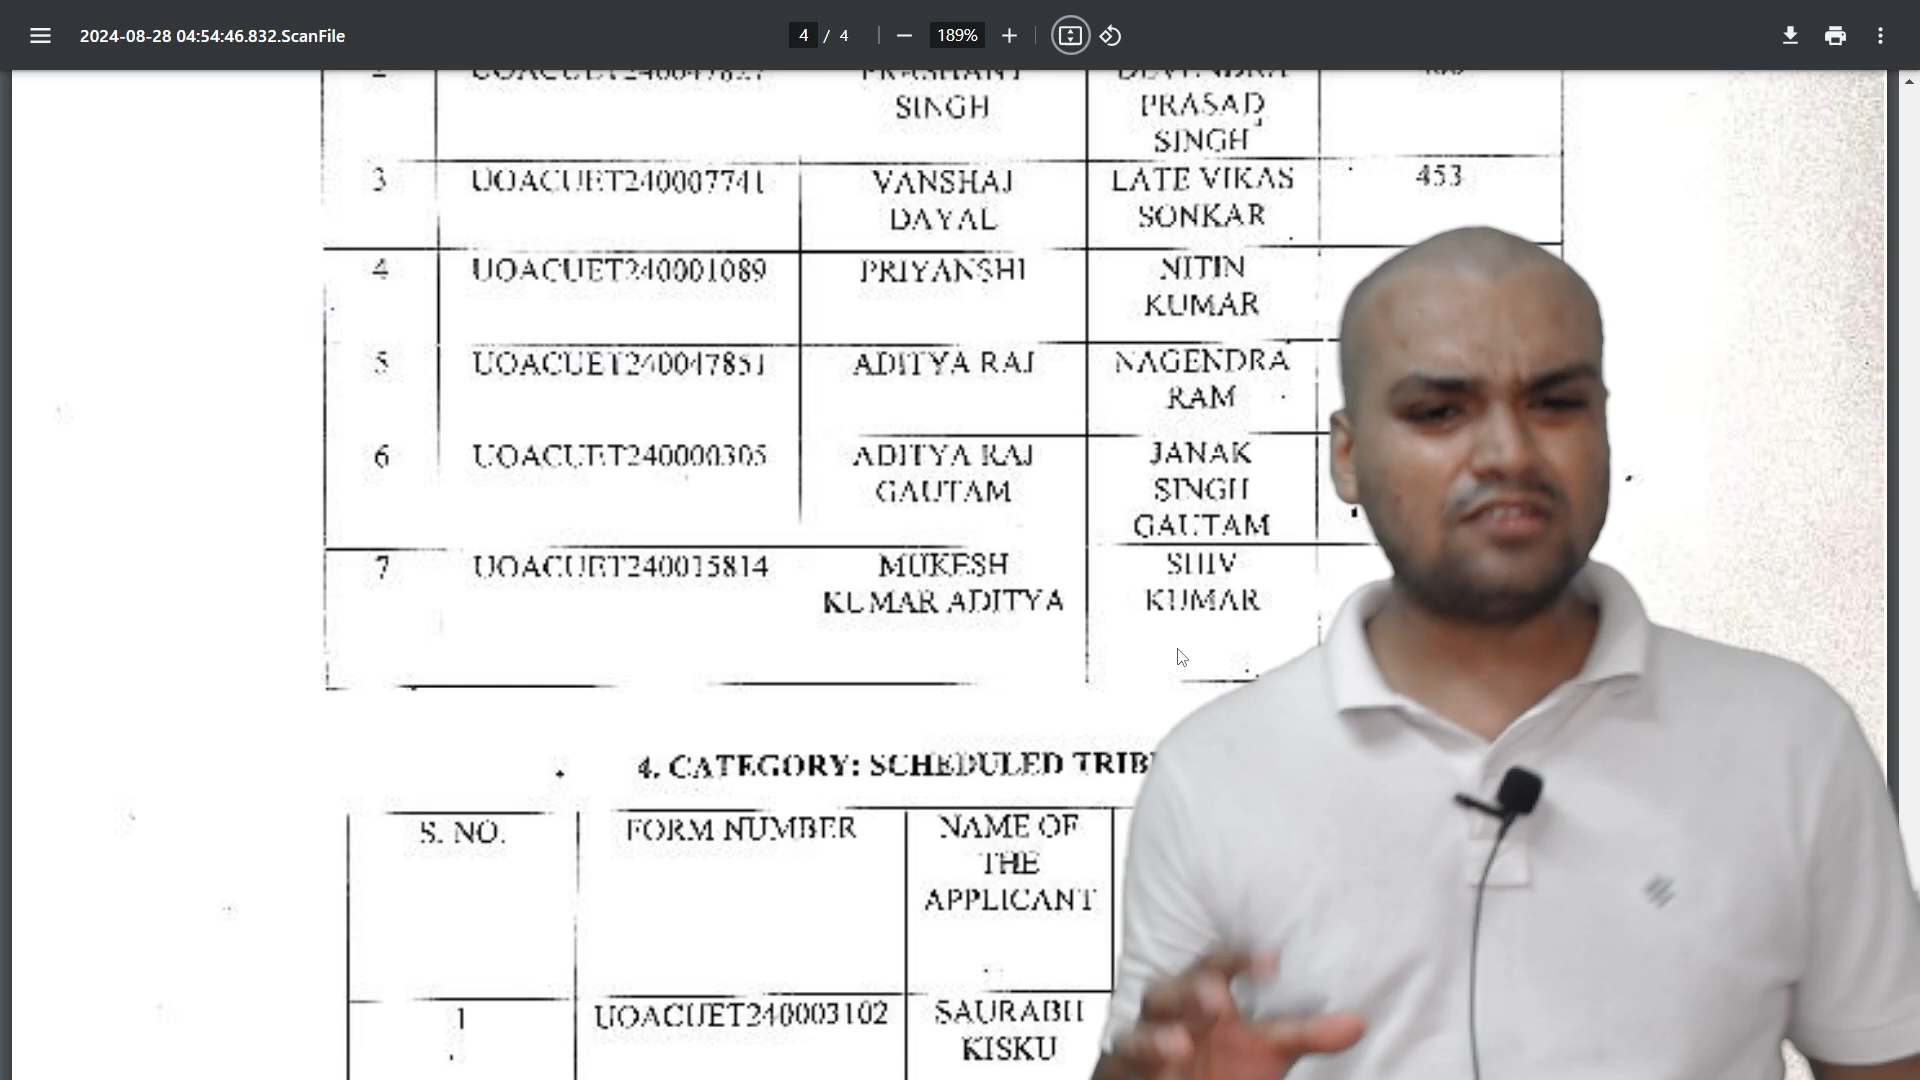 2024-08-28 04:54:46.832.ScanFile
4 / 4
189%
SINGH
PRASAD
SINGH
3 UOACUET240007741 VANSHAJ LATE VIKAS 453
DAYAL SONKAR
4 UOACUET240001089 PRIYANSHI NITIN
KUMAR
5 UOACUET240047851 ADITYA RAJ NAGENDRA
RAM
6 UOACUET240000305 ADITYA RAJ JANAK
GAUTAM SINGH
GAUTAM
7 UOACUET240015814 MUKESH SHIV
KUMAR ADITYA KUMAR
4. CATEGORY: SCHEDULED
S. NO. FORM NUMBER NAME OF
THE
APPLICANT
1 UOACUET240003102 SAURABH
KISKU